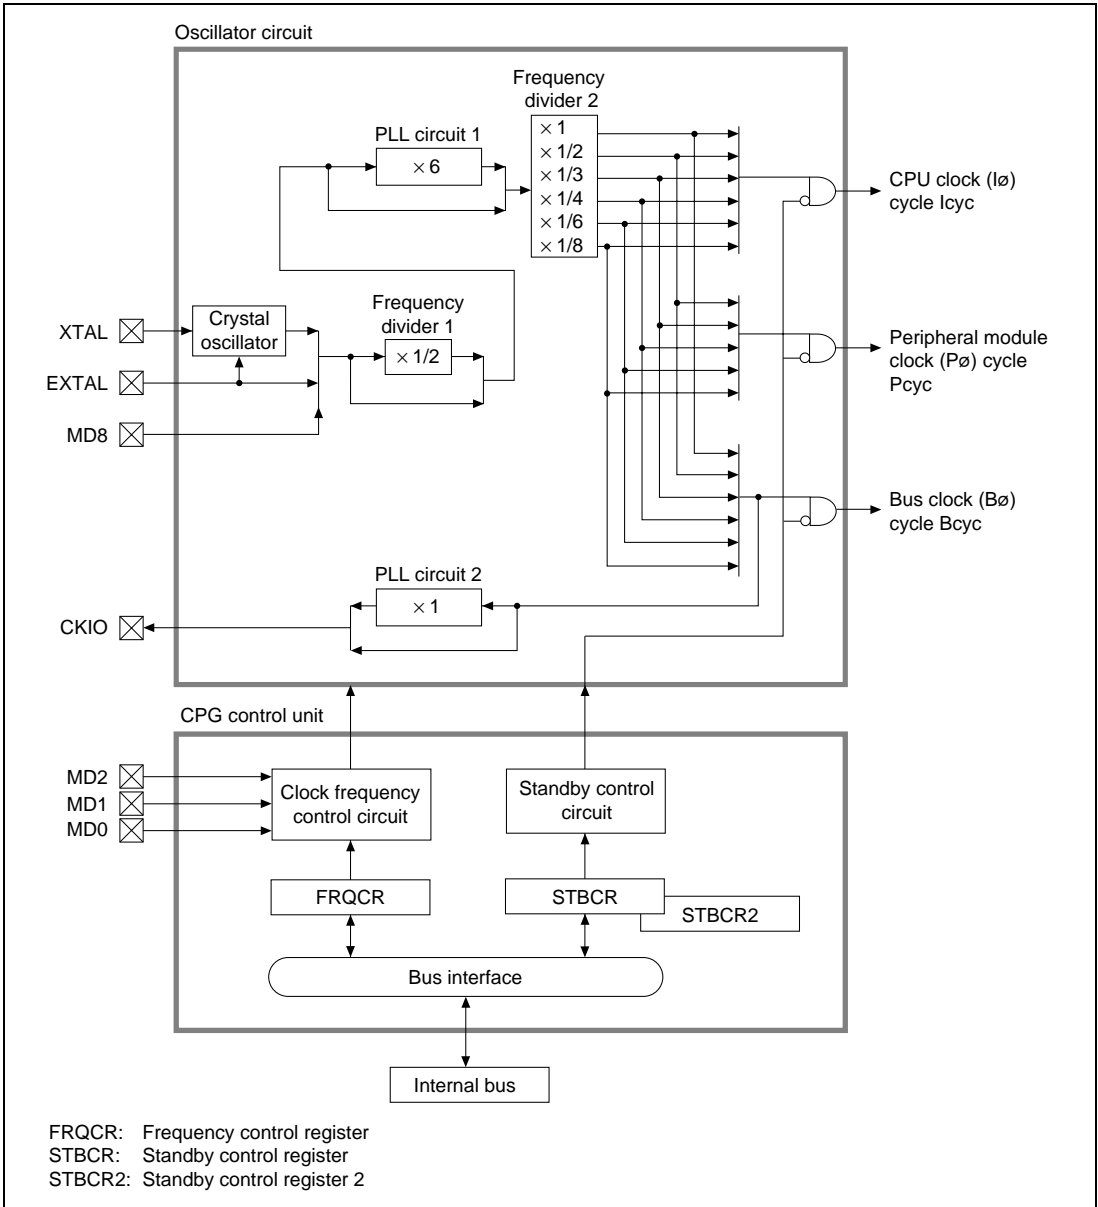 Oscillator circuit
Frequency
divider 2
PLL circuit 1
× 6
× 1
× 1/2
× 1/3
× 1/4
× 1/6
× 1/8
CPU clock (Iø)
cycle Icyc
Frequency
divider 1
× 1/2
XTAL
Crystal
oscillator
EXTAL
MD8
Peripheral module
clock (Pø) cycle
Pcyc
Bus clock (Bø)
cycle Bcyc
PLL circuit 2
× 1
CKIO
CPG control unit
MD2
MD1
MD0
Clock frequency
control circuit
Standby control
circuit
FRQCR
STBCR
STBCR2
Bus interface
Internal bus
FRQCR: Frequency control register
STBCR: Standby control register
STBCR2: Standby control register 2